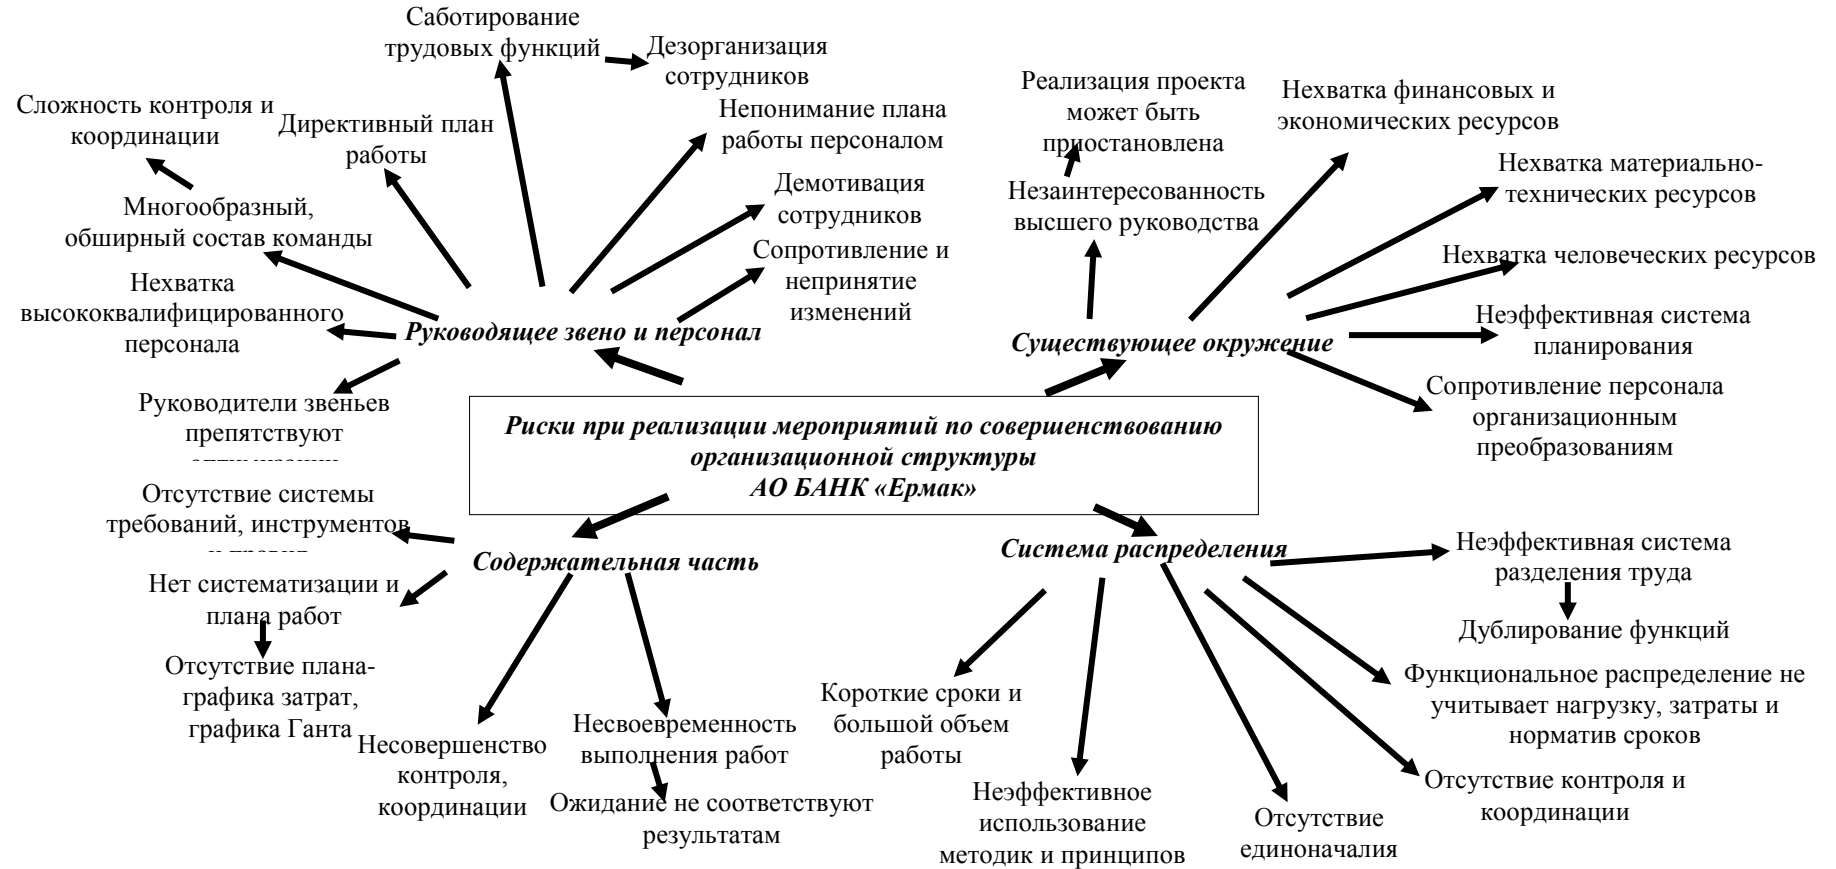 Саботирование
трудовых функций
Дезорганизация
сотрудников
Сложность контроля и
координации
Директивный план
работы
Непонимание плана
работы персоналом
Многообразный,
обширный состав команды
Демотивация
сотрудников
Нехватка
высококвалифицированного
персонала
Сопротивление и
непринятие
изменений
Руководящее звено и персонал
Руководители звеньев
препятствуют
Реализация проекта
может быть
приостановлена
Незаинтересованность
высшего руководства
Нехватка финансовых и
экономических ресурсов
Нехватка материально-
технических ресурсов
Нехватка человеческих ресурсов
Неэффективная система
планирования
Существующее окружение
Сопротивление персонала
организационным
преобразованиям
Риски при реализации мероприятий по совершенствованию
организационной структуры
АО БАНК «Ермак»
Отсутствие системы
требований, инструментов
Содержательная часть
Нет систематизации и
плана работ
Отсутствие плана-
графика затрат,
графика Ганта
Несовершенство
контроля,
координации
Несвоевременность
выполнения работ
Ожидание не соответствуют
результатам
Система распределения
Неэффективная система
разделения труда
Дублирование функций
Функциональное распределение не
учитывает нагрузку, затраты и
норматив сроков
Короткие сроки и
большой объем
работы
Неэффективное
использование
методик и принципов
Отсутствие
единоначалия
Отсутствие контроля и
координации